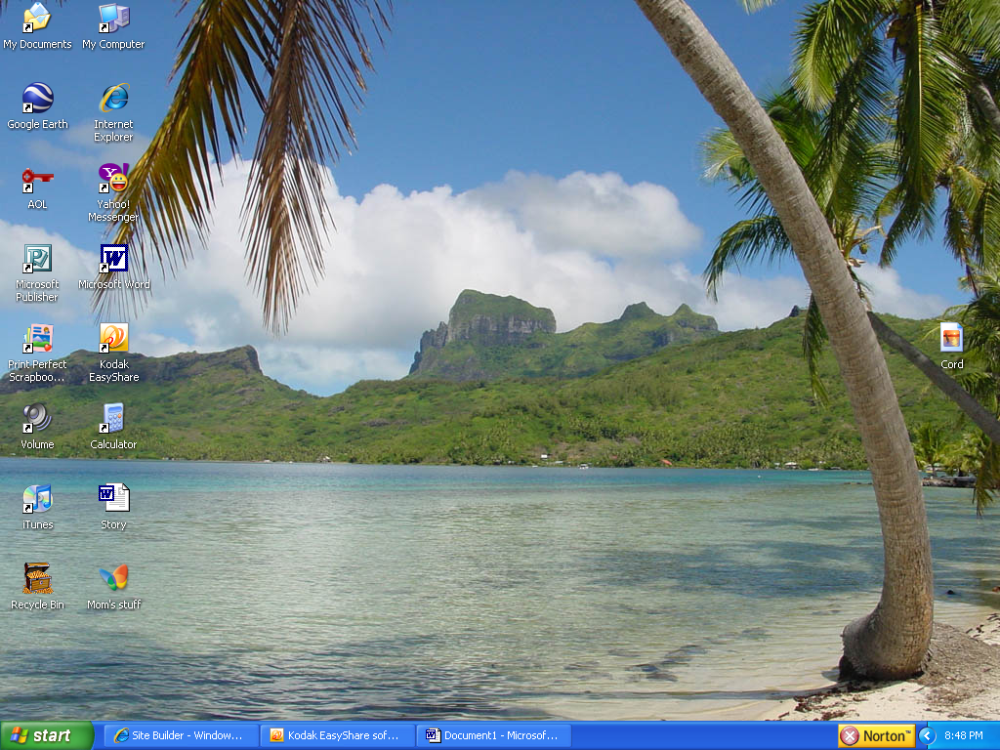 My Documents
My Computer
Google Earth
Internet
Explorer
AOL
Yahoo!
Messenger
Microsoft
Publisher
Microsoft Word
Print Perfect
Scrapboo...
Kodak
EasyShare
Cord
Volume
Calculator
iTunes
Story
Recycle Bin
Mom's stuff
start
Site Builder - Window...
Kodak EasyShare sof...
Document1 - Microsof...
Norton™
8:48 PM